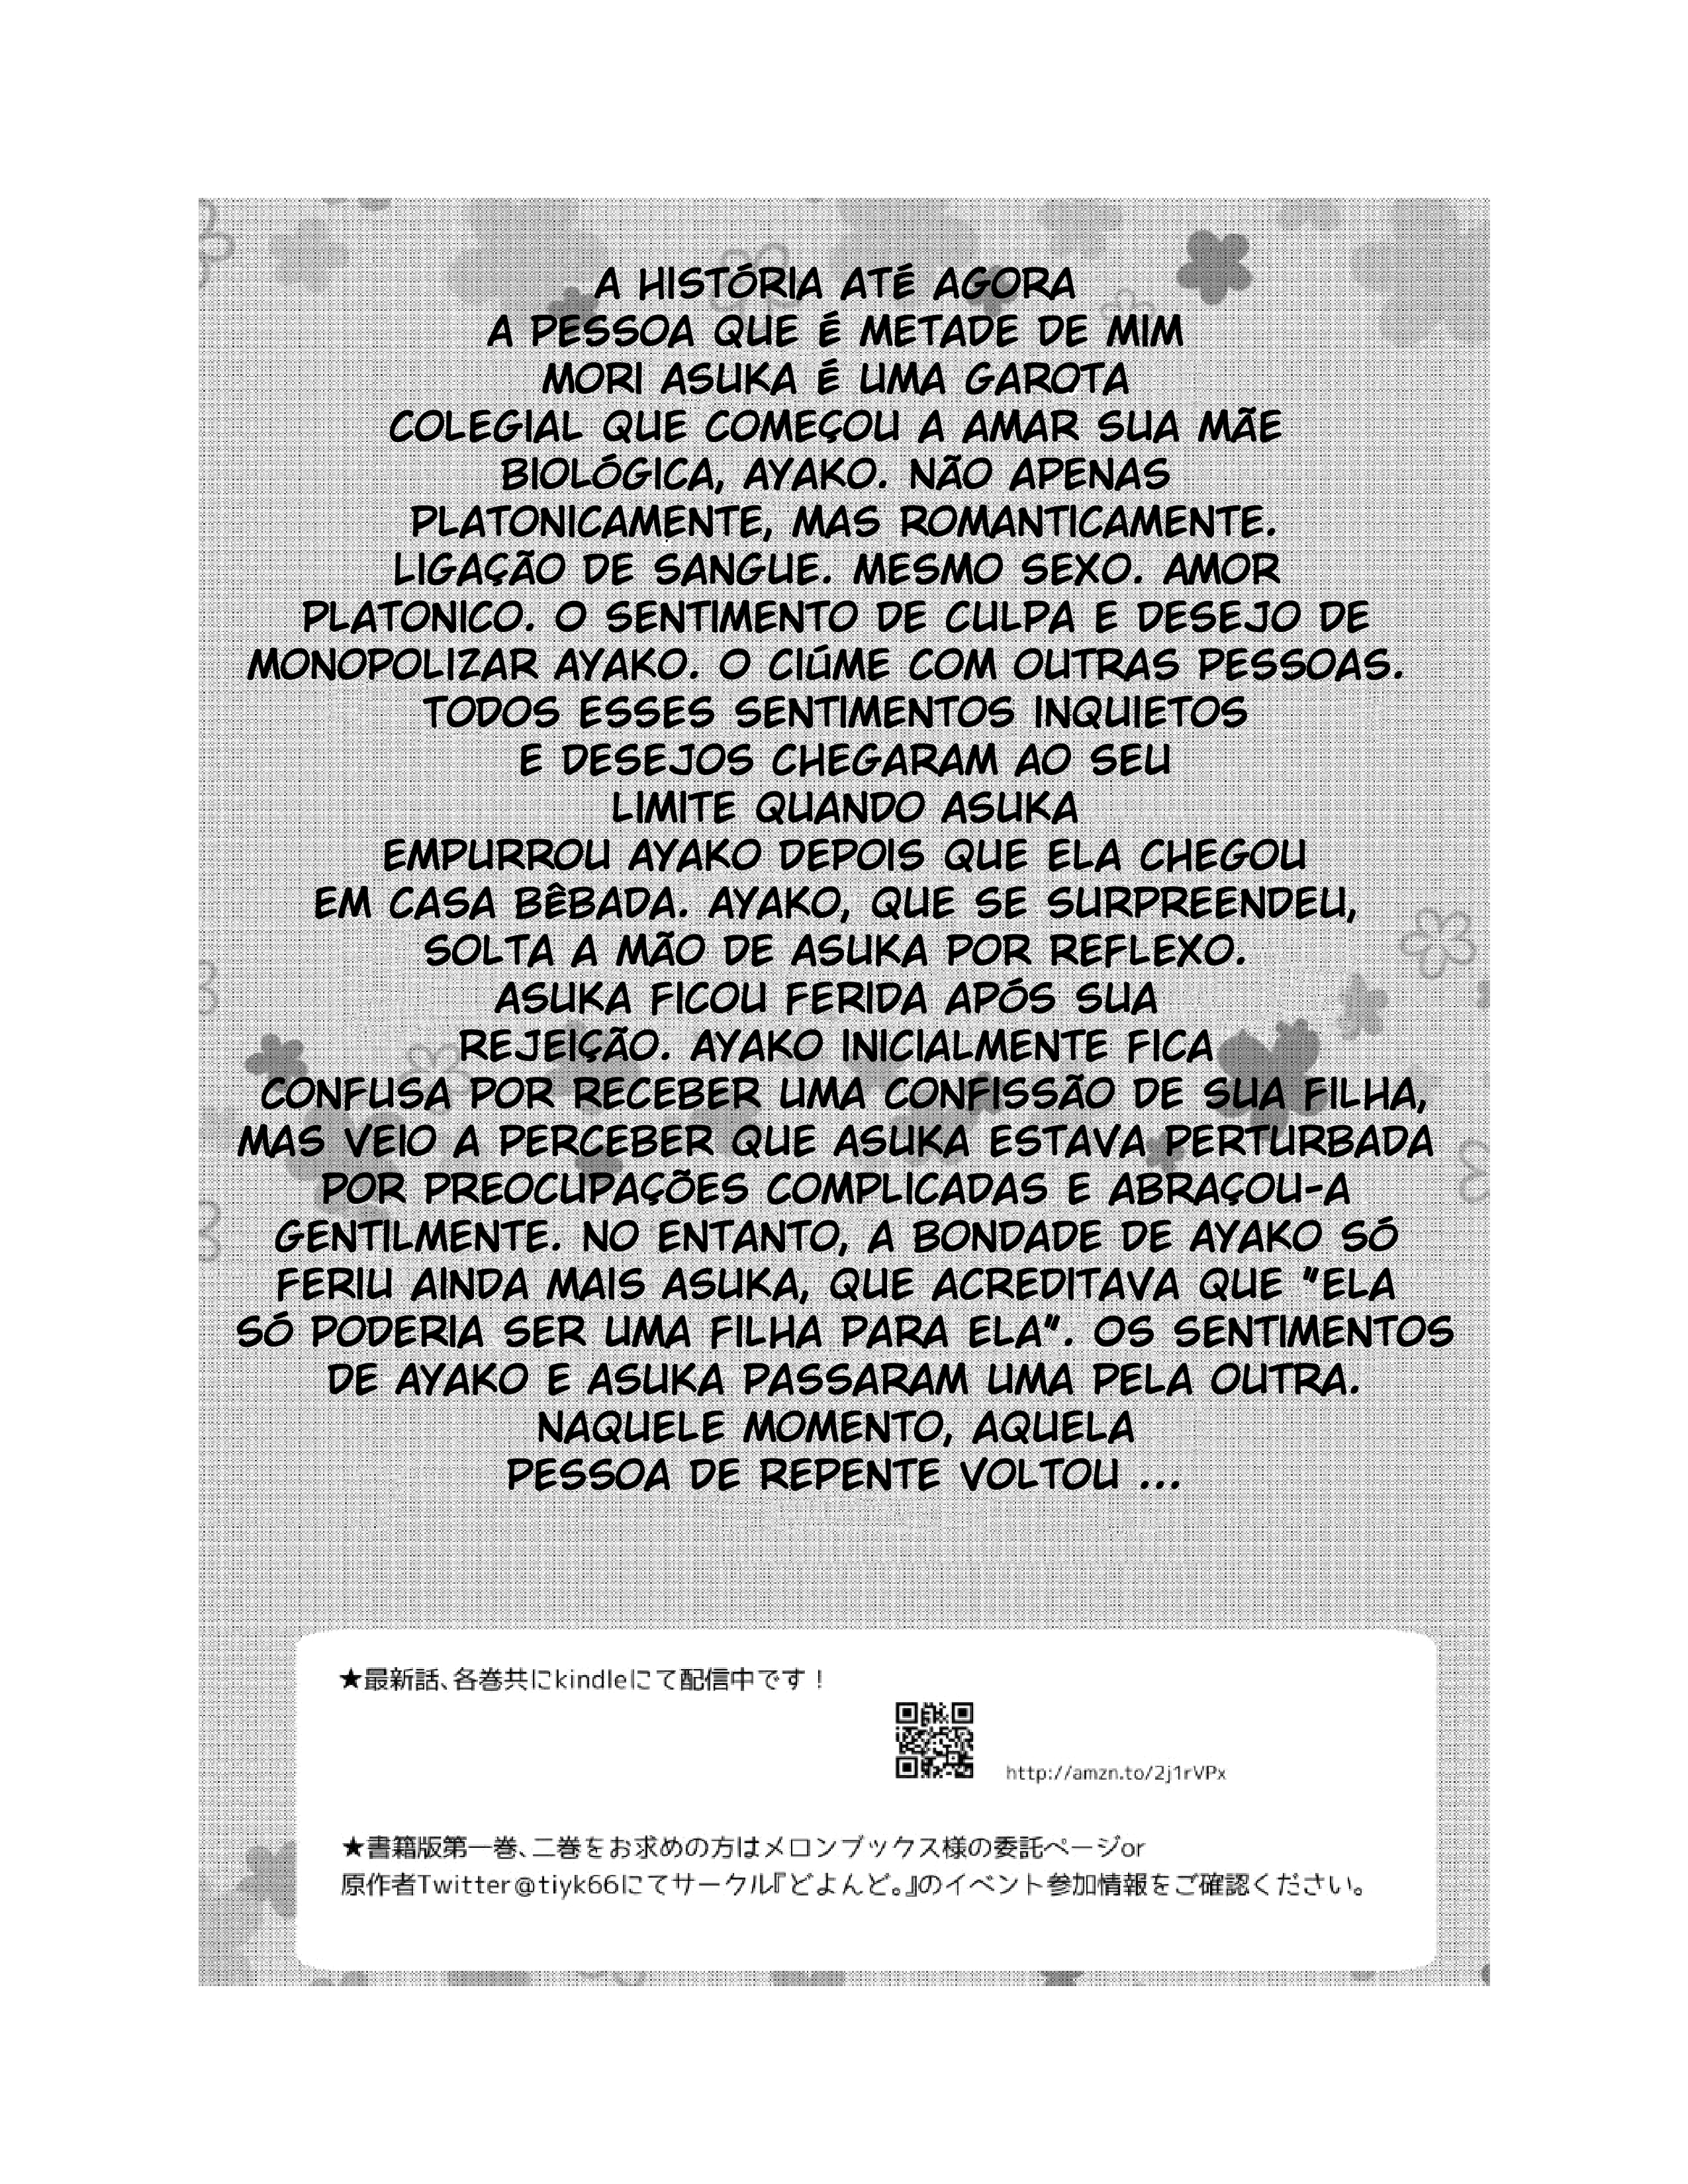 A HISTÓRIA ATÉ AGORA
A PESSOA QUE É METADE DE MIM
MORI ASUKA É UMA GAROTA
COLEGIAL QUE COMEÇOU A AMAR SUA MÃE
BIOLÓGICA, AYAKO. NÃO APENAS
PLATONICAMENTE, MAS ROMANTICAMENTE.
LIGAÇÃO DE SANGUE. MESMO SEXO. AMOR
PLATONICO. O SENTIMENTO DE CULPA E DESEJO DE
MONOPOLIZAR AYAKO. O CIÚME COM OUTRAS PESSOAS.
TODOS ESSES SENTIMENTOS INQUIETOS
E DESEJOS CHEGARAM AO SEU
LIMITE QUANDO ASUKA
EMPURROU AYAKO DEPOIS QUE ELA CHEGOU
EM CASA BÊBADA. AYAKO, QUE SE SURPREENDEU,
SOLTA A MÃO DE ASUKA POR REFLEXO.
ASUKA FICOU FERIDA APÓS SUA
REJEIÇÃO. AYAKO INICIALMENTE FICA
CONFUSA POR RECEBER UMA CONFISSÃO DE SUA FILHA,
MAS VEIO A PERCEBER QUE ASUKA ESTAVA PERTURBADA
POR PREOCUPAÇÕES COMPLICADAS E ABRAÇOU-A
GENTILMENTE. NO ENTANTO, A BONDADE DE AYAKO SÓ
FERIU AINDA MAIS ASUKA, QUE ACREDITAVA QUE "ELA
SÓ PODERIA SER UMA FILHA PARA ELA". OS SENTIMENTOS
DE AYAKO E ASUKA PASSARAM UMA PELA OUTRA.
NAQUELE MOMENTO, AQUELA
PESSOA DE REPENTE VOLTOU ...
★最新話、各巻共にkindleにて配信中です！
http://amzn.to/2j1rVPx
★書籍版第一巻、二巻をお求めの方はメロンブックス様の委託ページor
原作者Twitter@tiyk66にてサークル『どよんど。』のイベント参加情報をご確認ください。